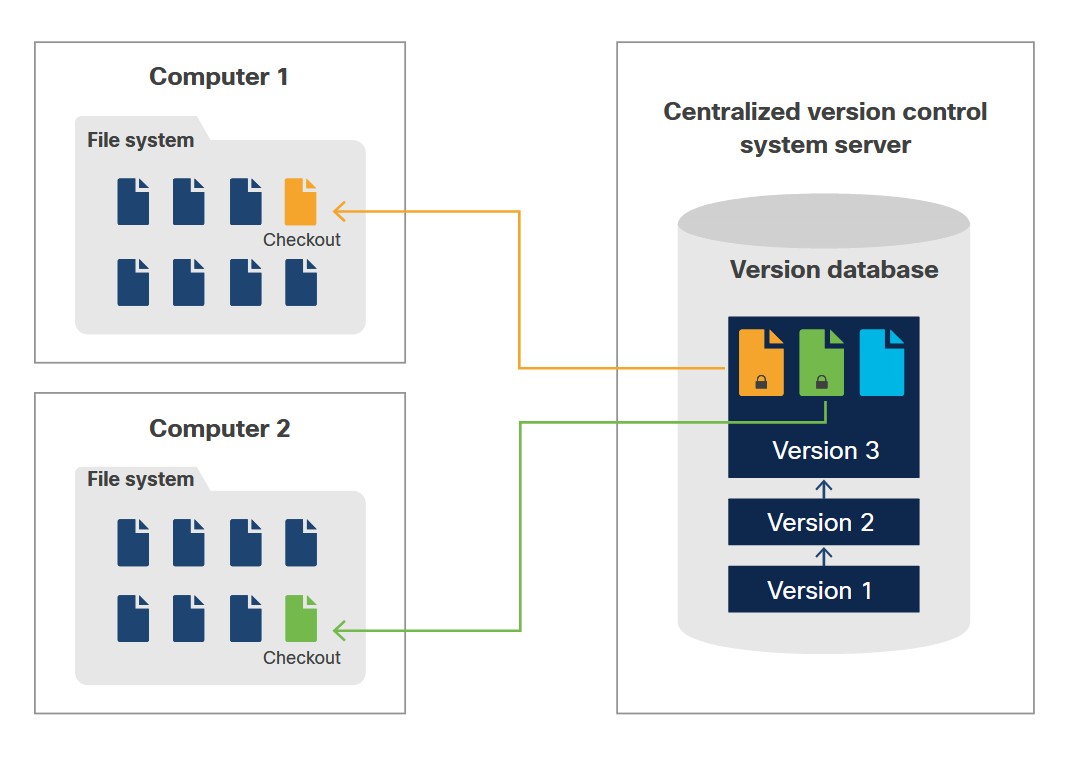 Computer 1
File system
Checkout
Computer 2
File system
Checkout
Centralized version control
system server
Version database
Version 3
Version 2
Version 1